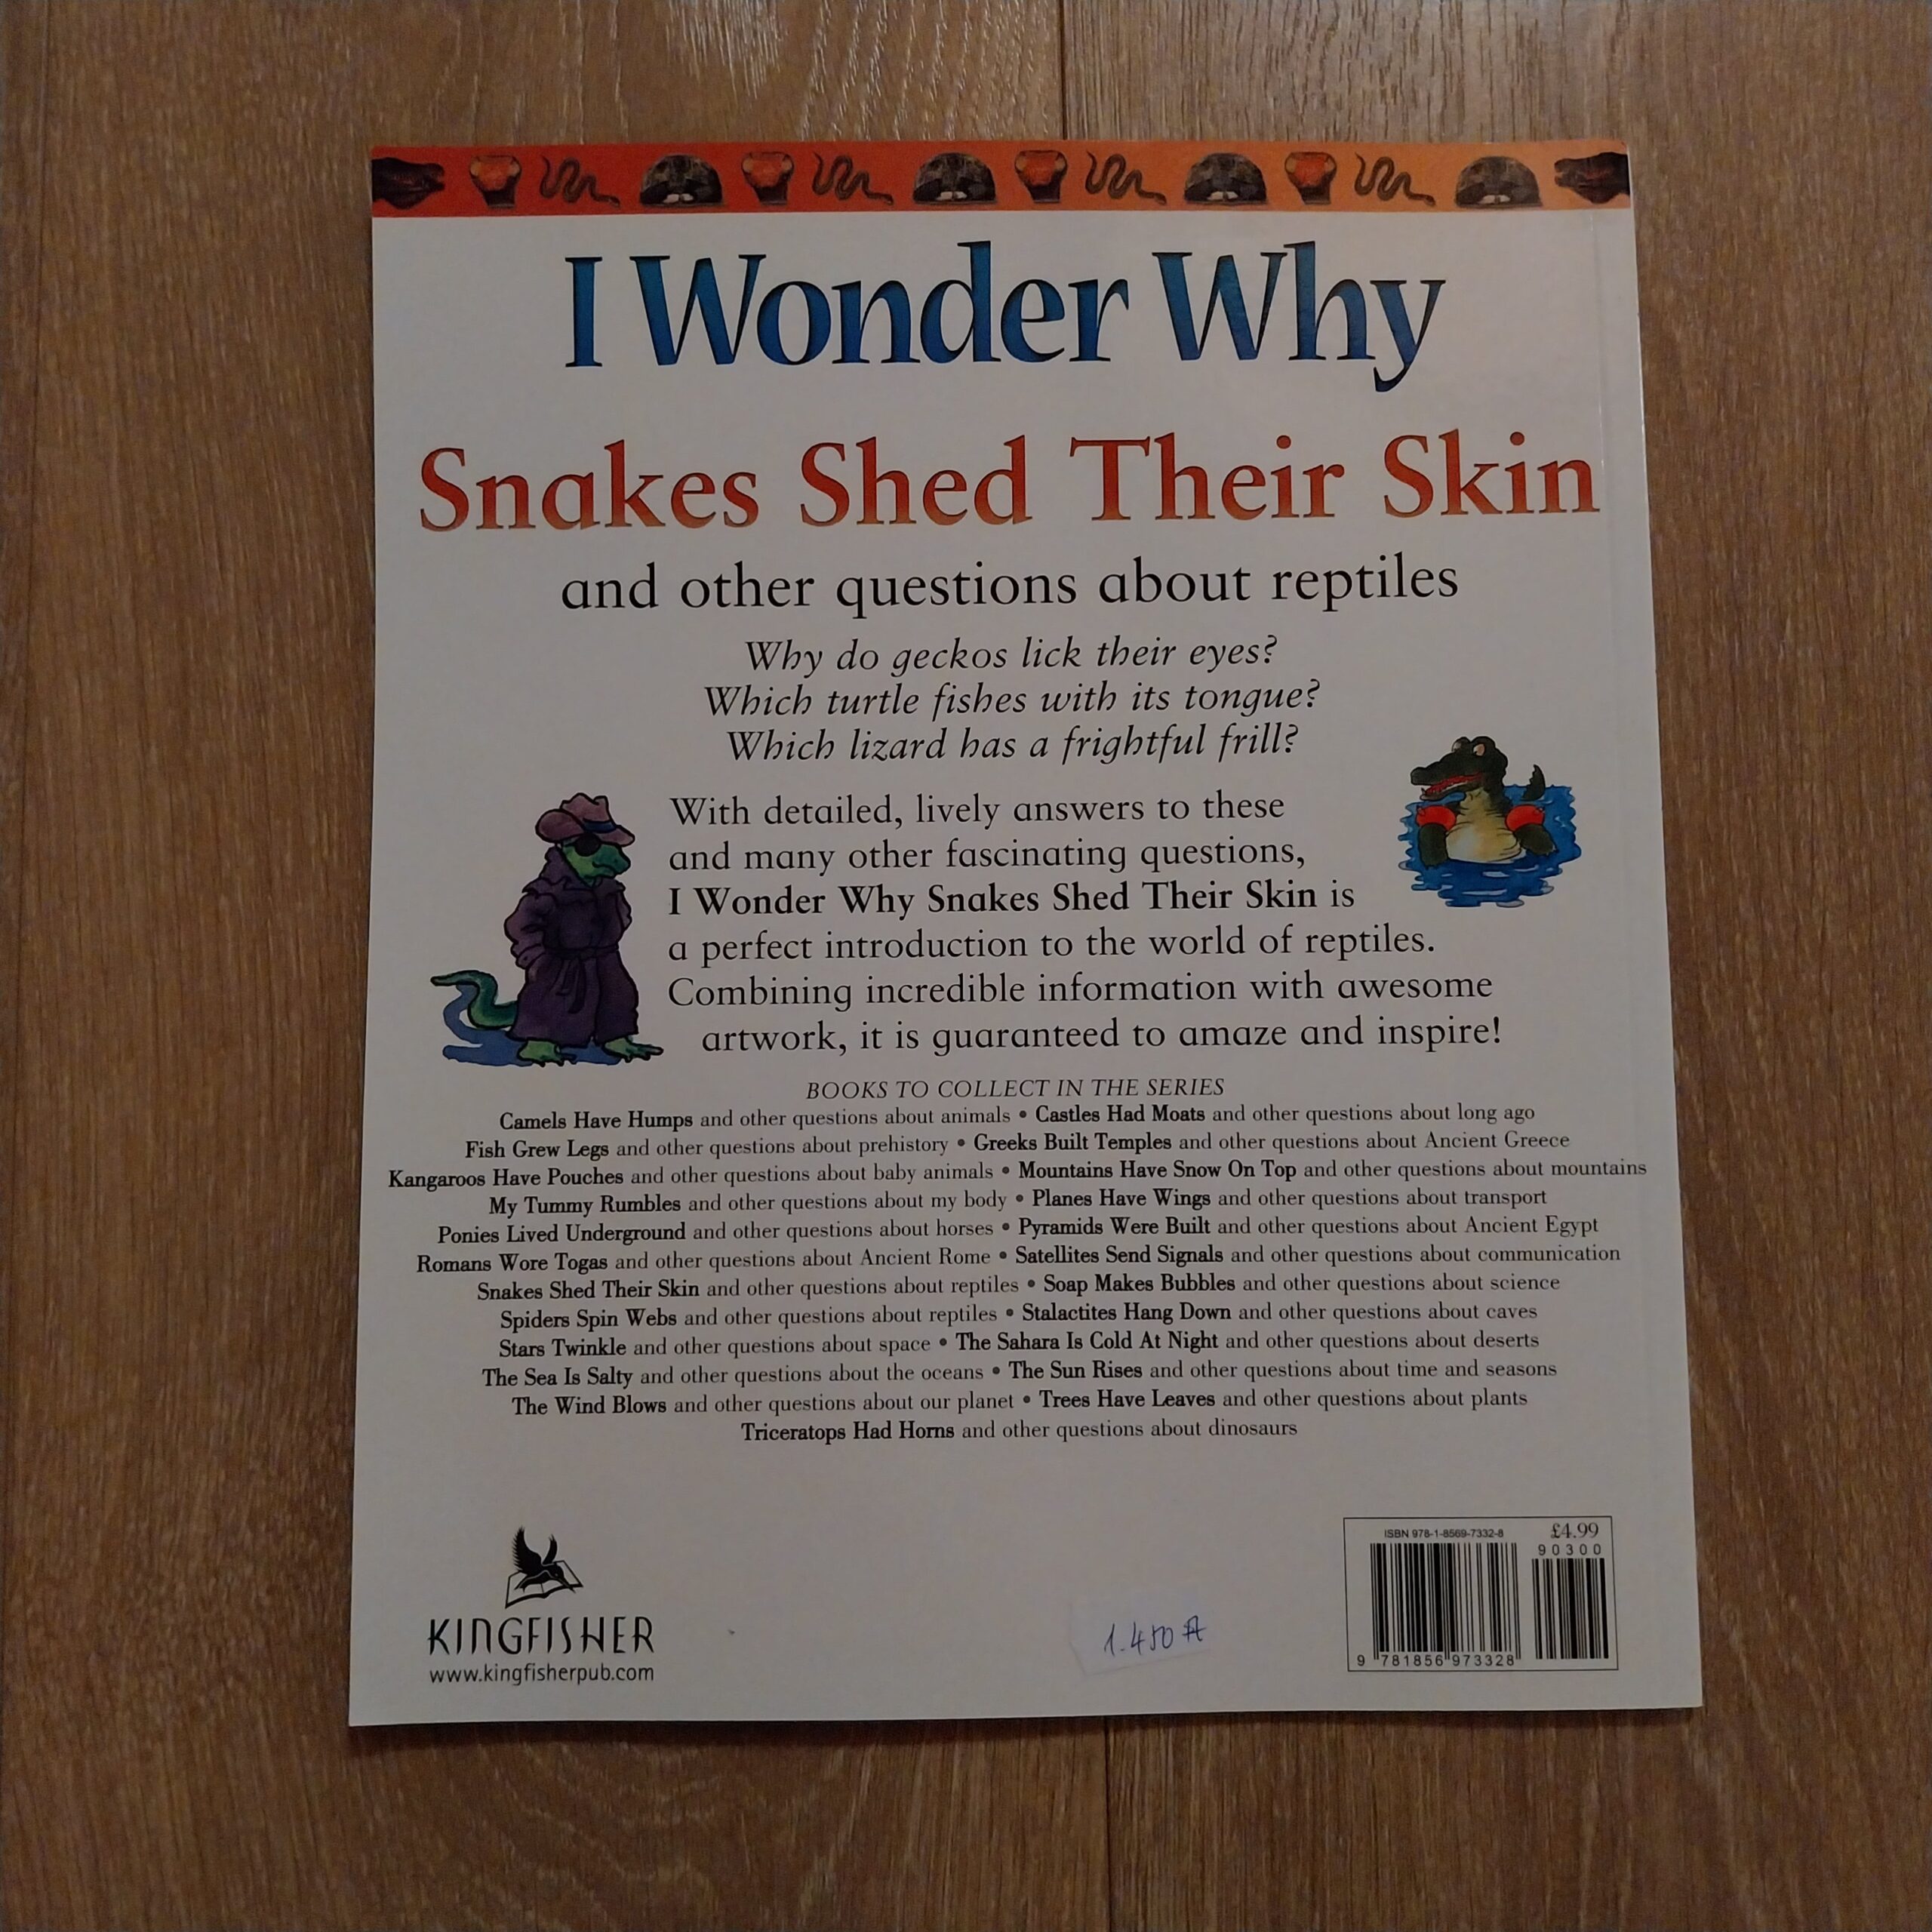 I Wonder Why
Snakes Shed Their Skin
and other questions about reptiles
Why do geckos lick their eyes?
Which turtle fishes with its tongue?
Which lizard has a frightful frill?
With detailed, lively answers to these
and many other fascinating questions,
I Wonder Why Snakes Shed Their Skin is
a perfect introduction to the world of reptiles.
Combining incredible information with awesome
artwork, it is guaranteed to amaze and inspire!
BOOKS TO COLLECT IN THE SERIES
Camels Have Humps and other questions about animals • Castles Had Moats and other questions about long ago
Fish Grew Legs and other questions about prehistory • Greeks Built Temples and other questions about Ancient Greece
Kangaroos Have Pouches and other questions about baby animals • Mountains Have Snow On Top and other questions about mountains
My Tummy Rumbles and other questions about my body • Planes Have Wings and other questions about transport
Ponies Lived Underground and other questions about horses • Pyramids Were Built and other questions about Ancient Egypt
Romans Wore Togas and other questions about Ancient Rome • Satellites Send Signals and other questions about communication
Snakes Shed Their Skin and other questions about reptiles • Soap Makes Bubbles and other questions about science
Spiders Spin Webs and other questions about reptiles • Stalactites Hang Down and other questions about caves
Stars Twinkle and other questions about space • The Sahara Is Cold At Night and other questions about deserts
The Sea Is Salty and other questions about the oceans • The Sun Rises and other questions about time and seasons
The Wind Blows and other questions about our planet • Trees Have Leaves and other questions about plants
Triceratops Had Horns and other questions about dinosaurs
KINGFISHER
www.kingfisherpub.com
1.450 Ft
ISBN 978-1-8569-7332-8
£4.99
90300
9 781856 973328